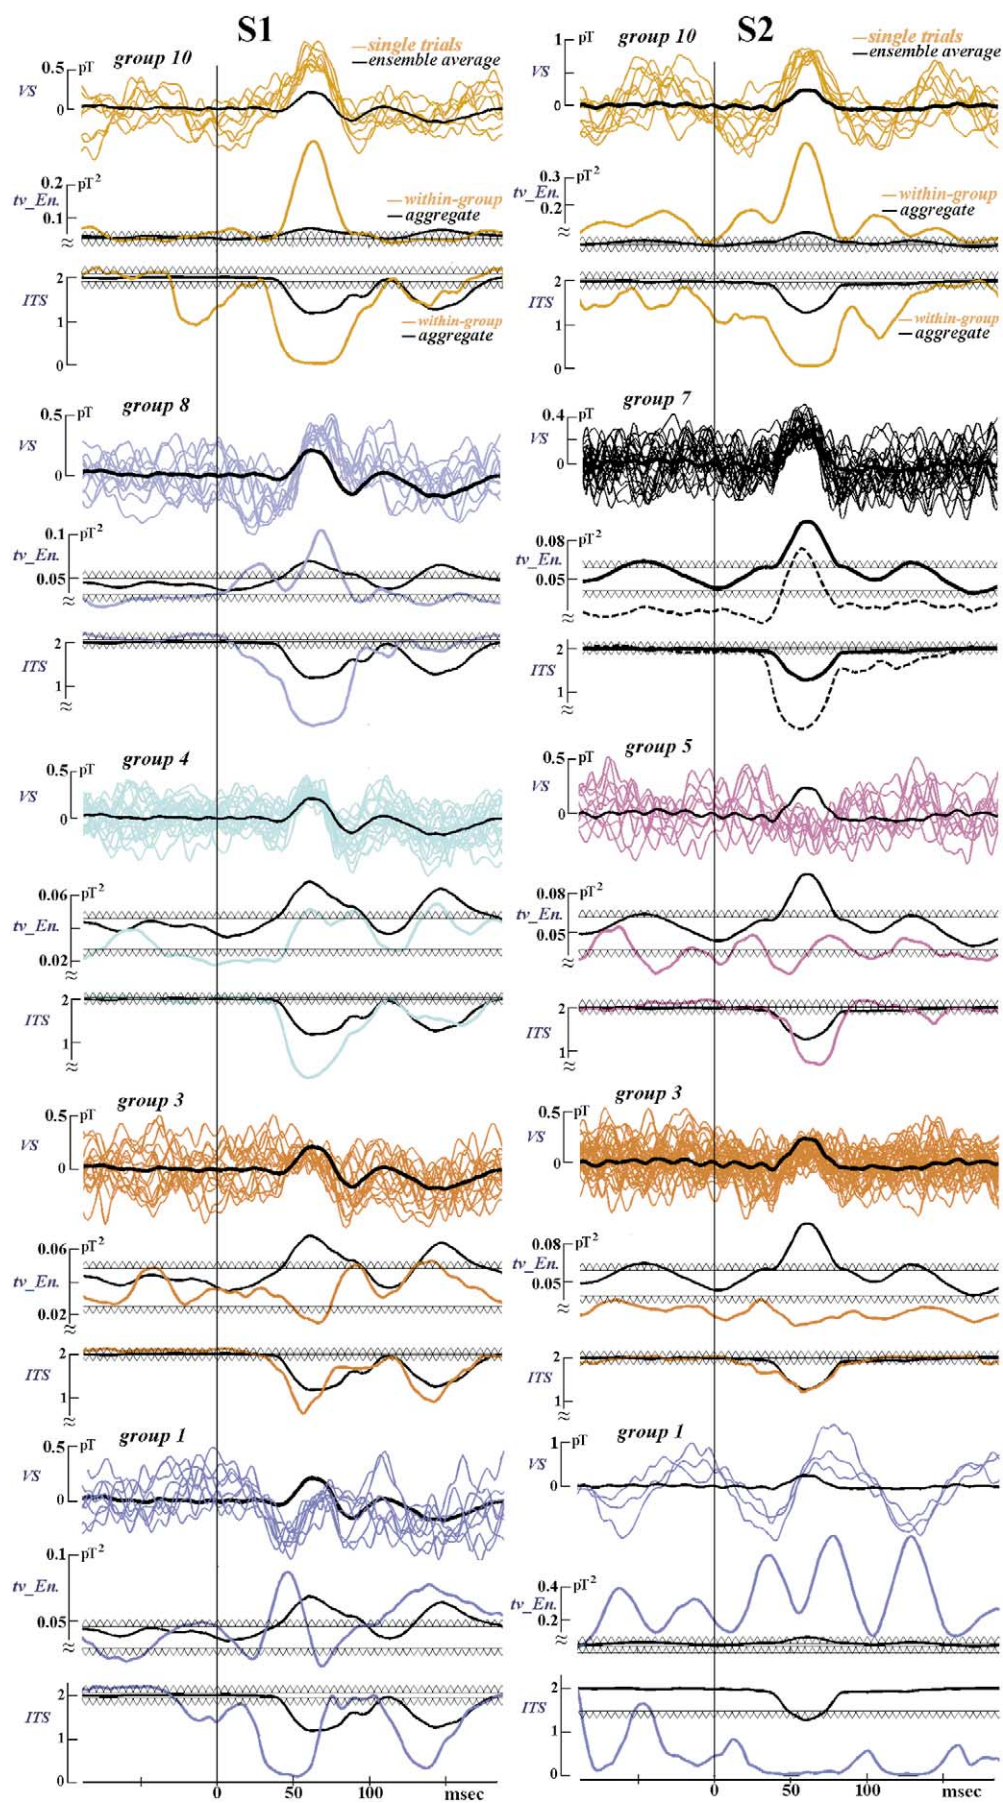 S1
S2
group 10
single trials
ensemble average
pT
0.5
VS
0
pT²
0.2
tv_En.
0.1
≈
within-group
aggregate
2
ITS
1
0
within-group
aggregate
group 10
single trials
ensemble average
1
pT
VS
0
pT²
0.3
tv_En.
0.2
≈
within-group
aggregate
2
ITS
1
0
within-group
aggregate
group 8
0.5
pT
VS
0
0.1
pT²
tv_En.
0.05
≈
2
ITS
1
≈
group 7
0.4
pT
VS
0
pT²
0.08
tv_En.
0.05
≈
2
ITS
1
≈
group 4
0.5
pT
VS
0
pT²
0.06
tv_En.
0.02
≈
2
ITS
1
≈
group 5
0.5
pT
VS
0
pT²
0.08
tv_En.
0.05
≈
2
ITS
1
≈
group 3
0.5
pT
VS
0
0.06
pT²
tv_En.
0.02
≈
2
ITS
1
≈
group 3
0.5
pT
VS
0
0.08
pT²
tv_En.
0.05
≈
2
ITS
1
≈
group 1
0.5
pT
VS
0
0.1
pT²
tv_En.
0.05
≈
2
ITS
1
0
0 50 100 msec
group 1
1
pT
VS
0
pT²
0.4
tv_En.
0.2
≈
2
ITS
1
0
0 50 100 msec